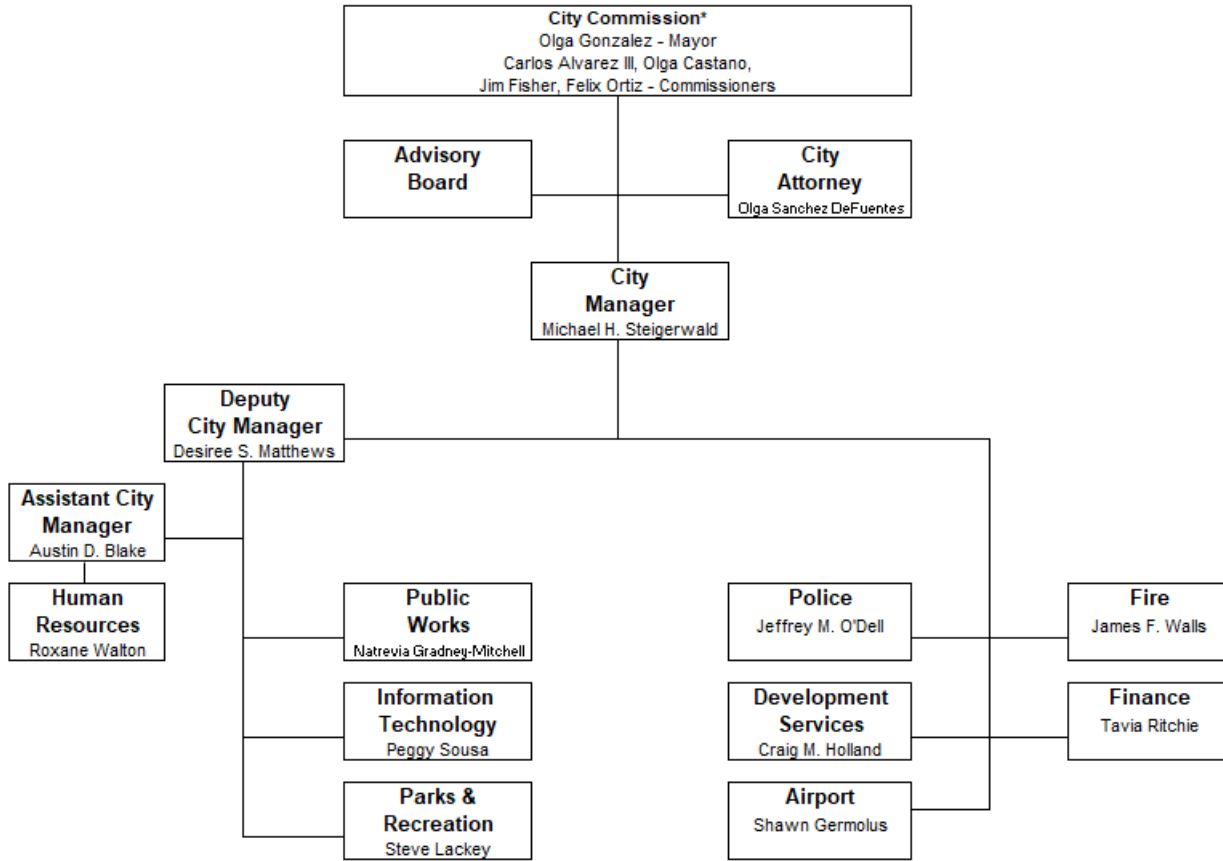 City Commission*
Olga Gonzalez - Mayor
Carlos Alvarez III, Olga Castano,
Jim Fisher, Felix Ortiz - Commissioners
Advisory
Board
City
Attorney
Olga Sanchez DeFuentes
City
Manager
Michael H. Steigerwald
Deputy
City Manager
Desiree S. Matthews
Assistant City
Manager
Austin D. Blake
Human
Resources
Roxane Walton
Public
Works
Natrevia Gradney-Mitchell
Police
Jeffrey M. O'Dell
Fire
James F. Walls
Information
Technology
Peggy Sousa
Development
Services
Craig M. Holland
Finance
Tavia Ritchie
Parks &
Recreation
Steve Lackey
Airport
Shawn Germolus